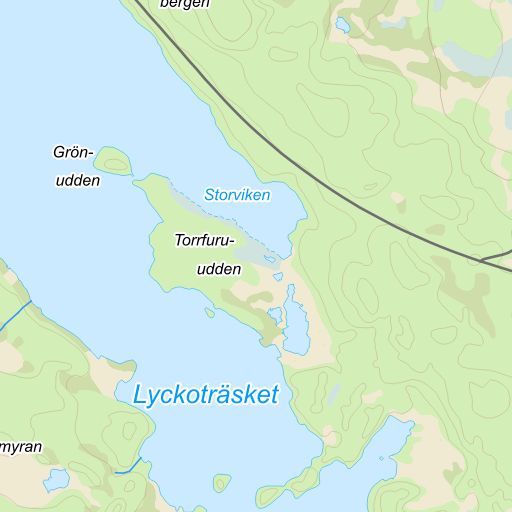 bergen
Grön-
udden
Storviken
Torrfuru-
udden
Lyckoträsket
myran